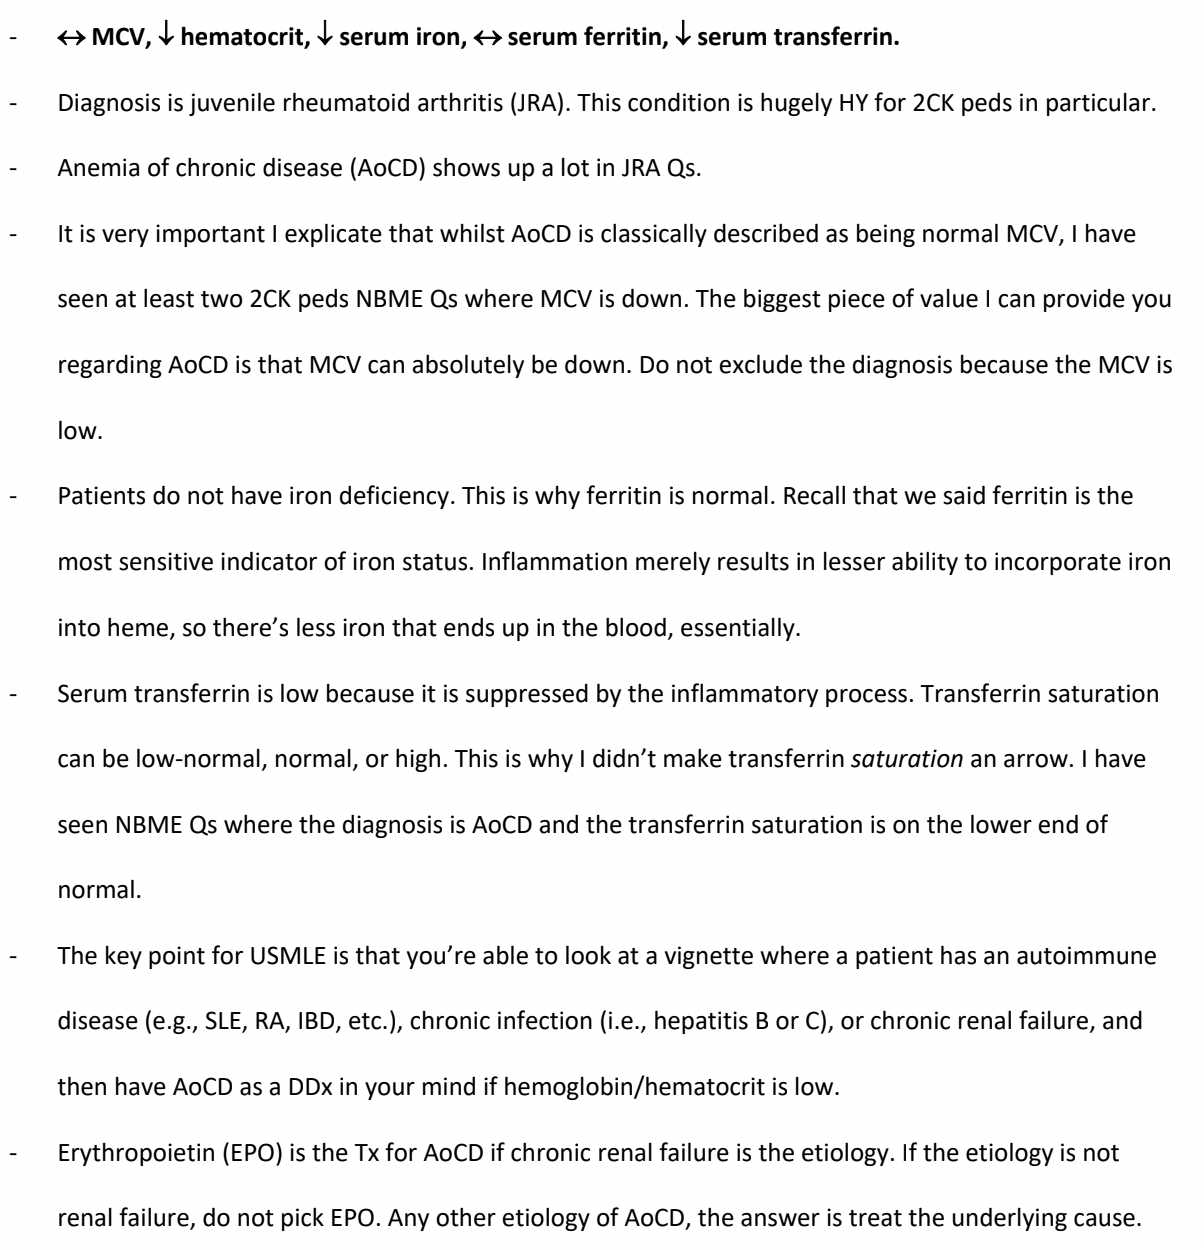 - ↔ MCV, ↓ hematocrit, ↓ serum iron, ↔ serum ferritin, ↓ serum transferrin.
- Diagnosis is juvenile rheumatoid arthritis (JRA). This condition is hugely HY for 2CK peds in particular.
- Anemia of chronic disease (AoCD) shows up a lot in JRA Qs.
- It is very important I explicate that whilst AoCD is classically described as being normal MCV, I have
seen at least two 2CK peds NBME Qs where MCV is down. The biggest piece of value I can provide you
regarding AoCD is that MCV can absolutely be down. Do not exclude the diagnosis because the MCV is
low.
- Patients do not have iron deficiency. This is why ferritin is normal. Recall that we said ferritin is the
most sensitive indicator of iron status. Inflammation merely results in lesser ability to incorporate iron
into heme, so there’s less iron that ends up in the blood, essentially.
- Serum transferrin is low because it is suppressed by the inflammatory process. Transferrin saturation
can be low-normal, normal, or high. This is why I didn’t make transferrin saturation an arrow. I have
seen NBME Qs where the diagnosis is AoCD and the transferrin saturation is on the lower end of
normal.
- The key point for USMLE is that you’re able to look at a vignette where a patient has an autoimmune
disease (e.g., SLE, RA, IBD, etc.), chronic infection (i.e., hepatitis B or C), or chronic renal failure, and
then have AoCD as a DDx in your mind if hemoglobin/hematocrit is low.
- Erythropoietin (EPO) is the Tx for AoCD if chronic renal failure is the etiology. If the etiology is not
renal failure, do not pick EPO. Any other etiology of AoCD, the answer is treat the underlying cause.